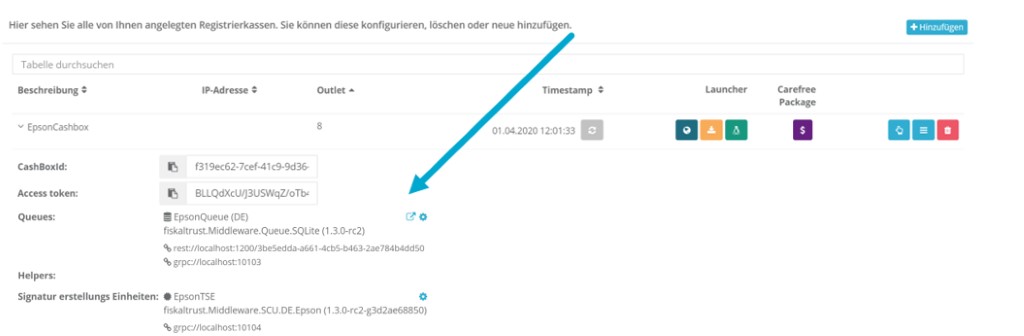 Hier sehen Sie alle von Ihnen angelegten Registrierkassen. Sie können diese konfigurieren, löschen oder neue hinzufügen.
+ Hinzufügen
Tabelle durchsuchen
Beschreibung IP-Adresse Outlet Timestamp Launcher Carefree
Package
EpsonCashbox 8 01.04.2020 12:01:33 $
CashBoxId: f319ec62-7cef-41c9-9d36-
Access token: BLLQdXcU/J3USWqZ/oTb
Queues: EpsonQueue (DE)
fiskaltrust.Middleware.Queue.SQLite (1.3.0-rc2)
rest://localhost:1200/3be5edda-a661-4cb5-b463-2ae784b4dd50
grpc://localhost:10103
Helpers:
Signatur erstellungs Einheiten: EpsonTSE
fiskaltrust.Middleware.SCU.DE.Epson (1.3.0-rc2-g3d2ae68850)
grpc://localhost:10104